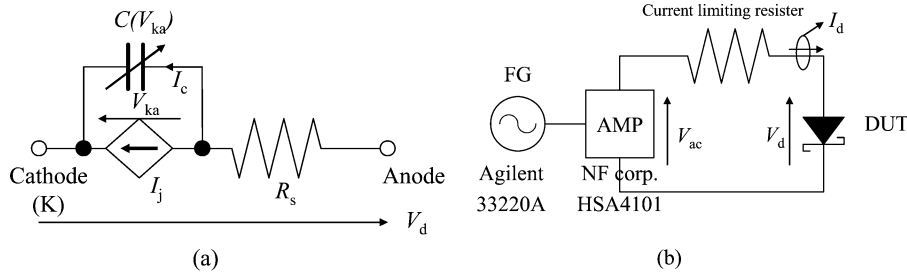 C(Vka)
Ic
Vka
Ij
Cathode
(K)
Rs
Anode
Vd
(a)
Current limiting resister
Id
FG
AMP
Vac
Vd
DUT
Agilent
33220A
NF corp.
HSA4101
(b)